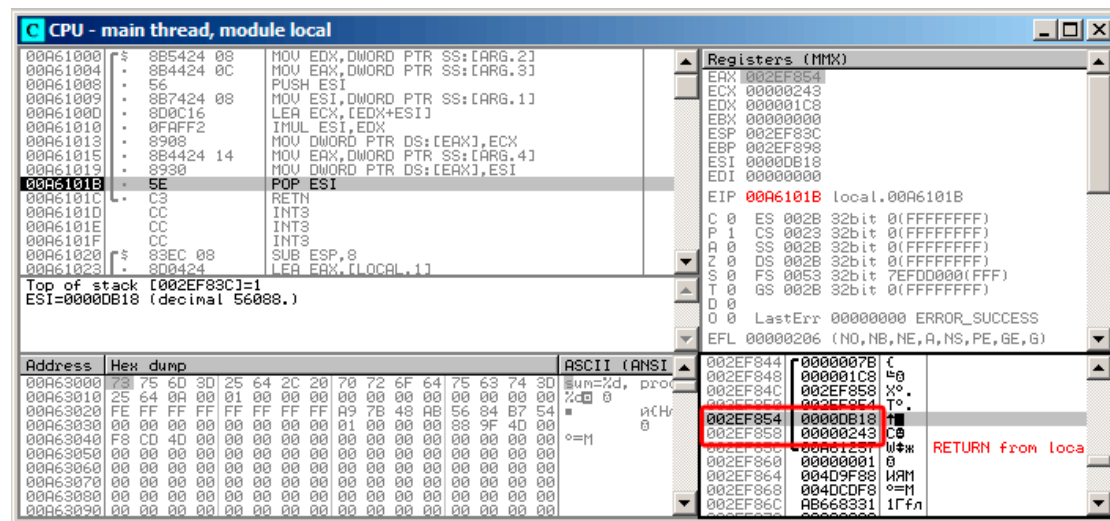 C CPU - main thread, module local
00A61000 $ 8B5424 08 MOV EDX,DWORD PTR SS:[ARG.2]
00A61004 · 8B4424 0C MOV EAX,DWORD PTR SS:[ARG.3]
00A61008 · 56 PUSH ESI
00A61009 · 8B7424 08 MOV ESI,DWORD PTR SS:[ARG.1]
00A6100D · 8D0C16 LEA ECX,[EDX+ESI]
00A61010 · 0FAFF2 IMUL ESI,EDX
00A61013 · 8908 MOV DWORD PTR DS:[EAX],ECX
00A61015 · 8B4424 14 MOV EAX,DWORD PTR SS:[ARG.4]
00A61019 · 8930 MOV DWORD PTR DS:[EAX],ESI
00A6101B · 5E POP ESI
00A6101C · C3 RETN
00A6101D CC INT3
00A6101E CC INT3
00A6101F CC INT3
00A61020 $ 83EC 08 SUB ESP,8
00A61023 · 8D0424 LEA EAX,[LOCAL.1]
Top of stack [002EF83C]=1
ESI=0000DB18 (decimal 56088.)
Registers (MMX)
EAX 002EF854
ECX 00000243
EDX 000001C8
EBX 00000000
ESP 002EF83C
EBP 002EF898
ESI 0000DB18
EDI 00000000
EIP 00A6101B local.00A6101B
C 0 ES 002B 32bit 0(FFFFFFFF)
P 1 CS 0023 32bit 0(FFFFFFFF)
A 0 SS 002B 32bit 0(FFFFFFFF)
Z 0 DS 002B 32bit 0(FFFFFFFF)
S 0 FS 0053 32bit 7EFDD000(FFF)
T 0 GS 002B 32bit 0(FFFFFFFF)
D 0
O 0 LastErr 00000000 ERROR_SUCCESS
EFL 00000206 (NO,NB,NE,A,NS,PE,GE,G)
Address Hex dump ASCII (ANSI
00A63000 73 75 6D 3D 25 64 2C 20 70 72 6F 64 75 63 74 3D sum=%d, prod
00A63010 25 64 0A 00 01 00 00 00 00 00 00 00 00 00 00 00 %d
00A63020 FE FF FF FF FF FF FF FF A9 7B 48 AB 56 84 B7 54
00A63030 00 00 00 00 00 00 00 00 01 00 00 00 88 9F 4D 00
00A63040 F8 CD 4D 00 00 00 00 00 00 00 00 00 00 00 00 00 °=M
00A63050 00 00 00 00 00 00 00 00 00 00 00 00 00 00 00 00
00A63060 00 00 00 00 00 00 00 00 00 00 00 00 00 00 00 00
00A63070 00 00 00 00 00 00 00 00 00 00 00 00 00 00 00 00
00A63080 00 00 00 00 00 00 00 00 00 00 00 00 00 00 00 00
00A63090 00 00 00 00 00 00 00 00 00 00 00 00 00 00 00 00
002EF844 0000007B {
002EF848 000001C8
002EF84C 002EF858 X°.
002EF850 002EF854 T°.
002EF854 0000DB18
002EF858 00000243
002EF85C 00A6125F RETURN from loca
002EF860 00000001
002EF864 004D9F88 ИЯM
002EF868 004DCDF8 °=M
002EF86C AB668331 1Гfл